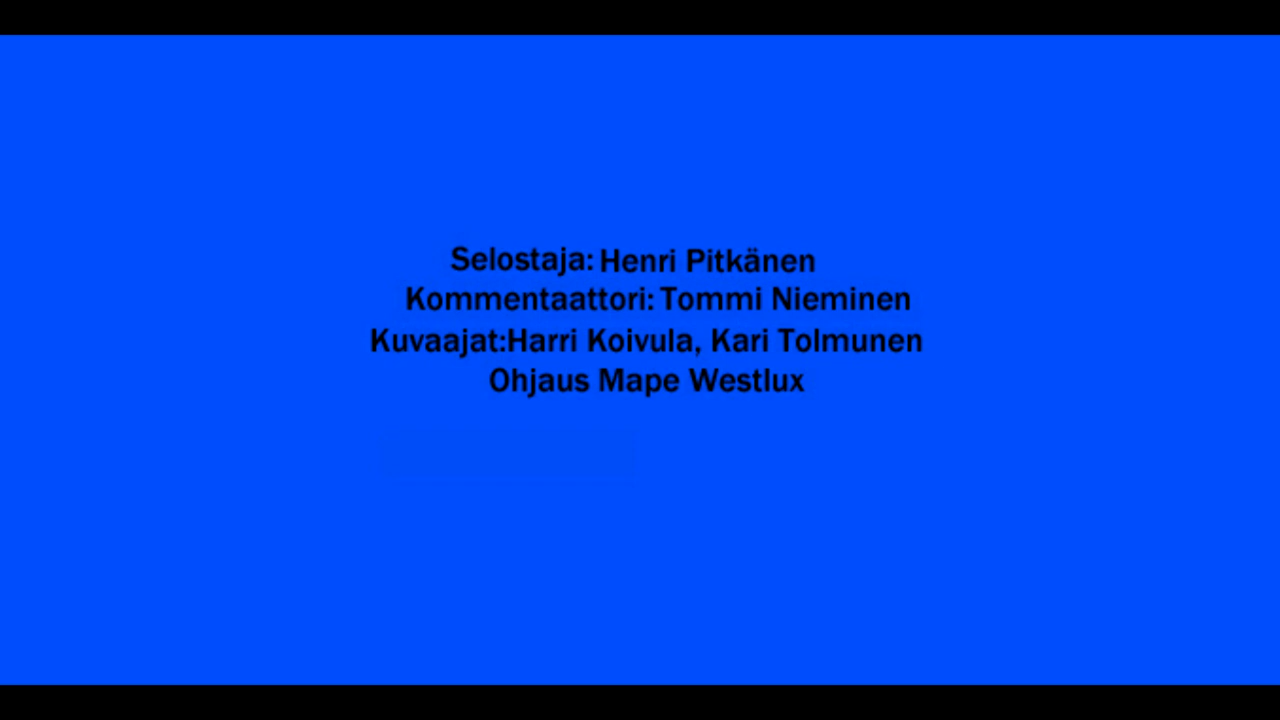 Selostaja: Henri Pitkänen
Kommentaattori: Tommi Nieminen
Kuvaajat:Harri Koivula, Kari Tolmunen
Ohjaus Mape Westlux